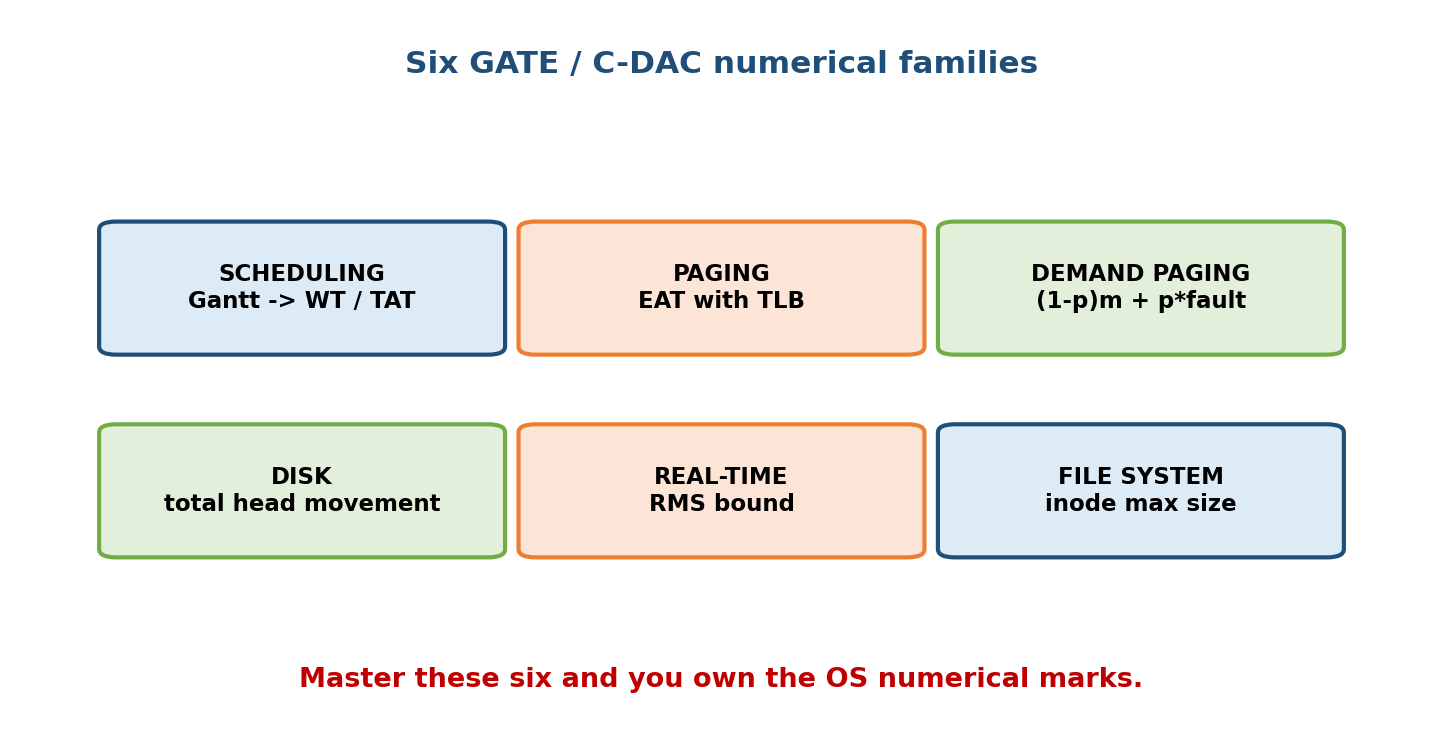 Six GATE / C-DAC numerical families
SCHEDULING
Gantt -> WT / TAT
PAGING
EAT with TLB
DEMAND PAGING
(1-p)m + p*fault
DISK
total head movement
REAL-TIME
RMS bound
FILE SYSTEM
inode max size
Master these six and you own the OS numerical marks.